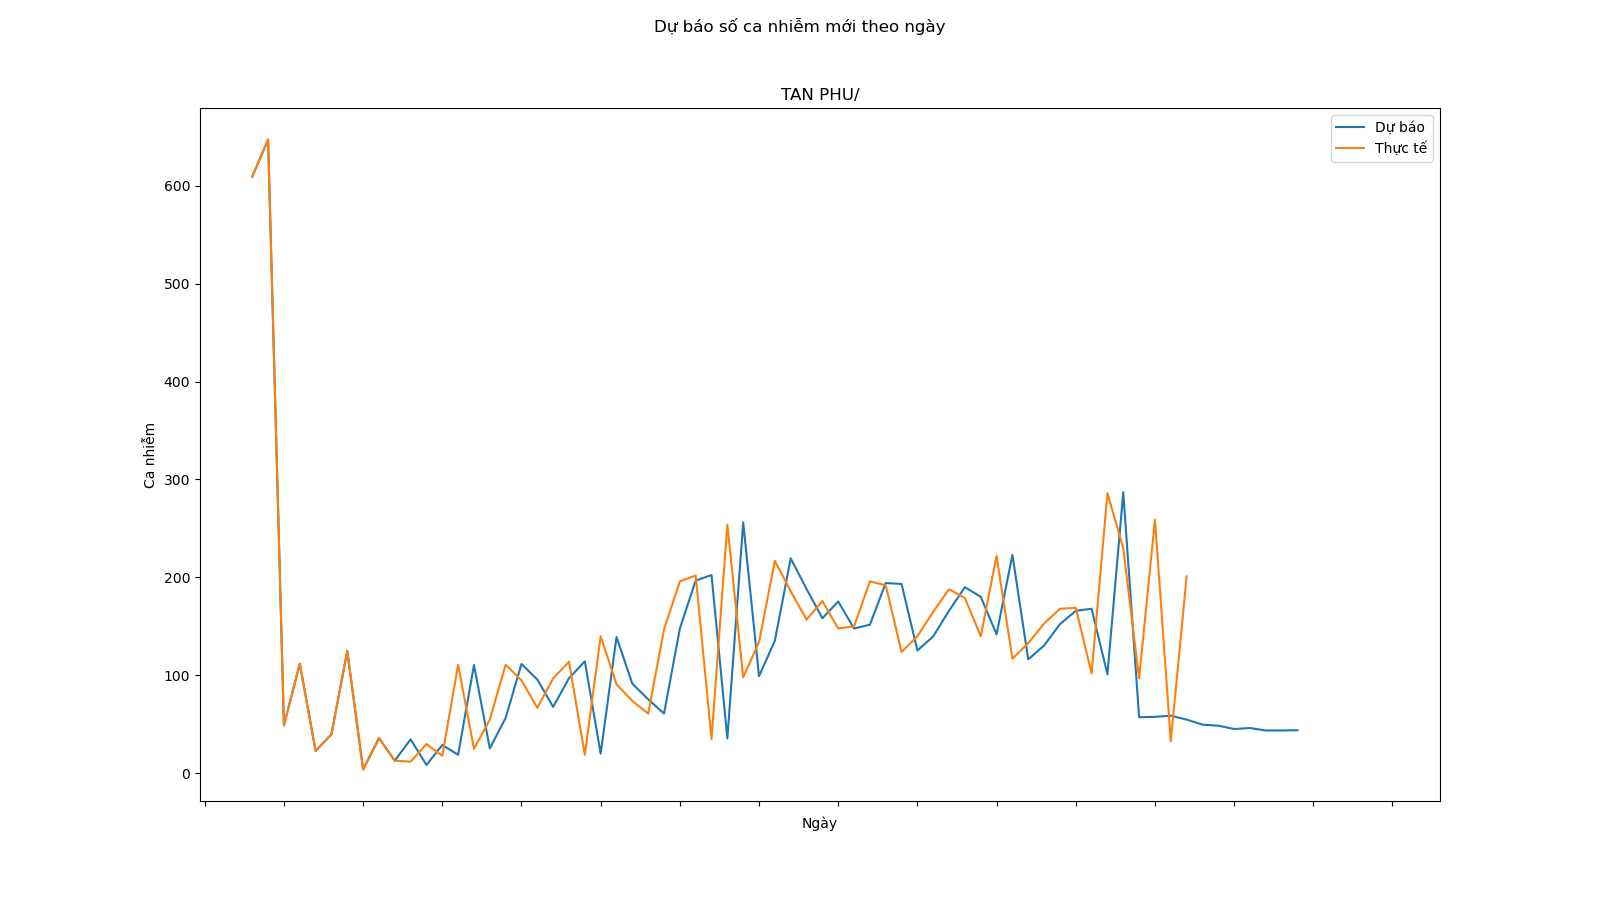 Dự báo số ca nhiễm mới theo ngày
TAN PHU/
Dự báo
Thực tế
600
500
400
300
200
100
0
Ca nhiễm
Ngày